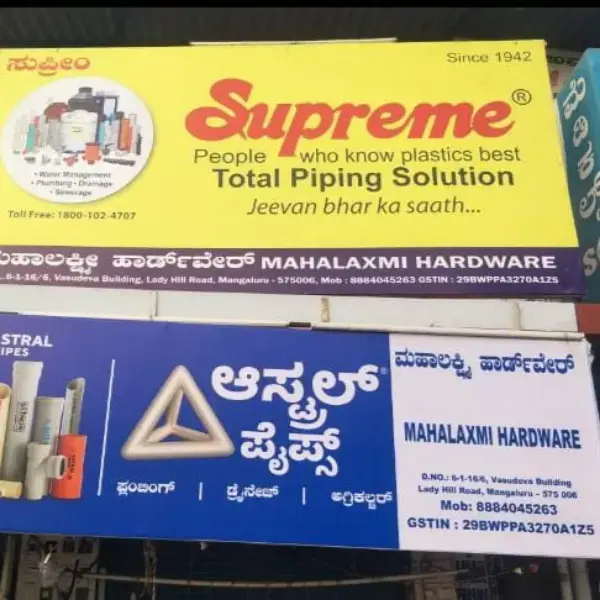 ಸುಪ್ರೀಂ
Since 1942
Supreme®
People who know plastics best
Total Piping Solution
Jeevan bhar ka saath...
• Water Management
• Plumbing • Drainage
• Sewerage
Toll Free: 1800-102-4707
ಮಹಾಲಕ್ಷ್ಮೀ ಹಾರ್ಡ್‌ವೇರ್ MAHALAXMI HARDWARE
6-1-16/6, Vasudeva Building, Lady Hill Road, Mangaluru - 575006, Mob : 8884045263 GSTIN : 29BWPPA3270A1Z5
ASTRAL
PIPES
ಆಸ್ಟ್ರಲ್®
ಪೈಪ್ಸ್
ಪ್ಲಂಬಿಂಗ್ | ಡ್ರೈನೇಜ್ | ಅಗ್ರಿಕಲ್ಚರ್
ಮಹಾಲಕ್ಷ್ಮಿ ಹಾರ್ಡ್‌ವೇರ್
MAHALAXMI HARDWARE
D.NO.: 6-1-16/6, Vasudeva Building
Lady Hill Road, Mangaluru - 575 006
Mob: 8884045263
GSTIN : 29BWPPA3270A1Z5